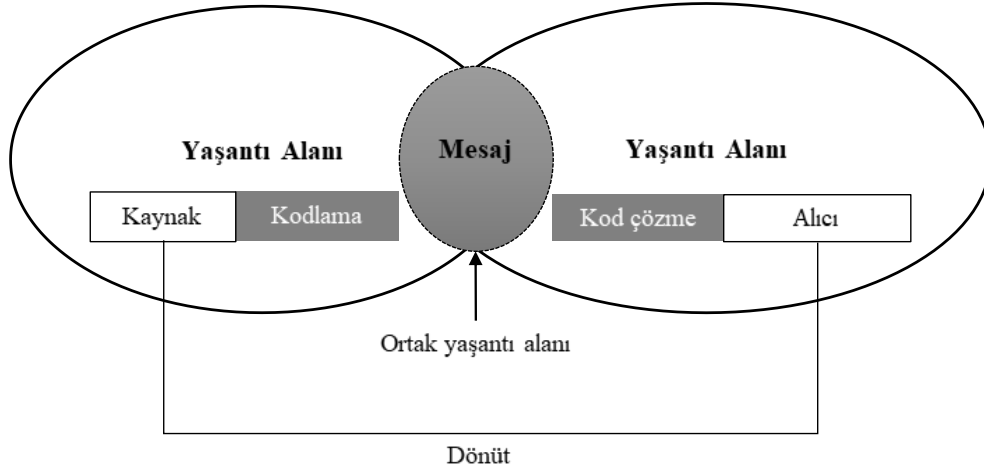 Yaşantı Alanı
Mesaj
Yaşantı Alanı
Kaynak
Kodlama
Kod çözme
Alıcı
Ortak yaşantı alanı
Dönüt